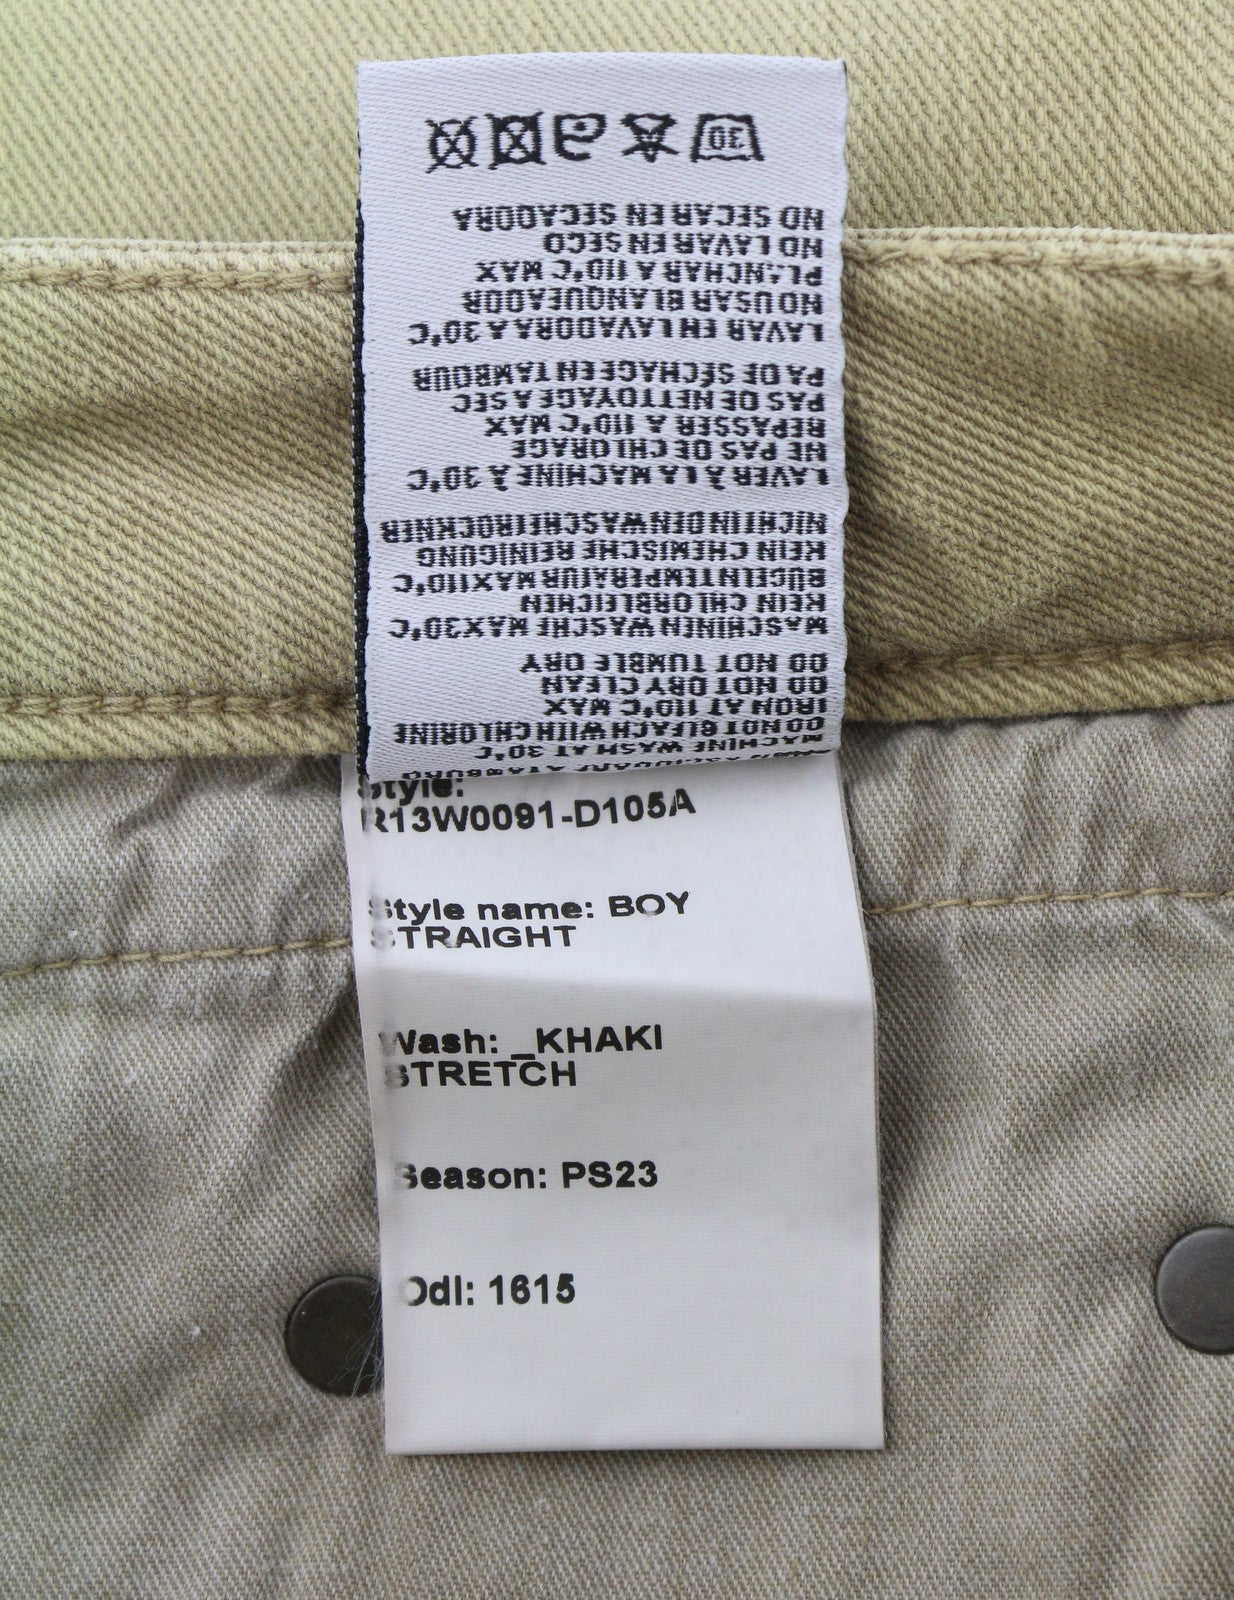 A TAMBURO
MACHINE WASH AT 30°C
DO NOT BLEACH WITH CHLORINE
IRON AT 110°C MAX
DO NOT DRY CLEAN
DO NOT TUMBLE DRY
MASCHINEN WASCHE MAX30°C
KEIN CHLORBLEICHEN
BÜGELNTEMPERATUR MAX110°C
KEIN CHEMISCHE REINIGUNG
NICHT IN DEN WASCHETROCKNER
LAVER À LA MACHINE À 30°C
NE PAS DE CHLORAGE
REPASSER A 110°C MAX
PAS DE NETTOYAGE A SEC
PA DE SÉCHAGE EN TAMBOUR
LAVAR EN LAVADORA A 30°C
NO USAR BLANQUEADOR
PLANCHAR A 110°C MAX
NO LAVAR EN SECO
NO SECAR EN SECADORA
30
Style:
R13W0091-D105A
Style name: BOY
STRAIGHT
Wash: _KHAKI
STRETCH
Season: PS23
Odl: 1615